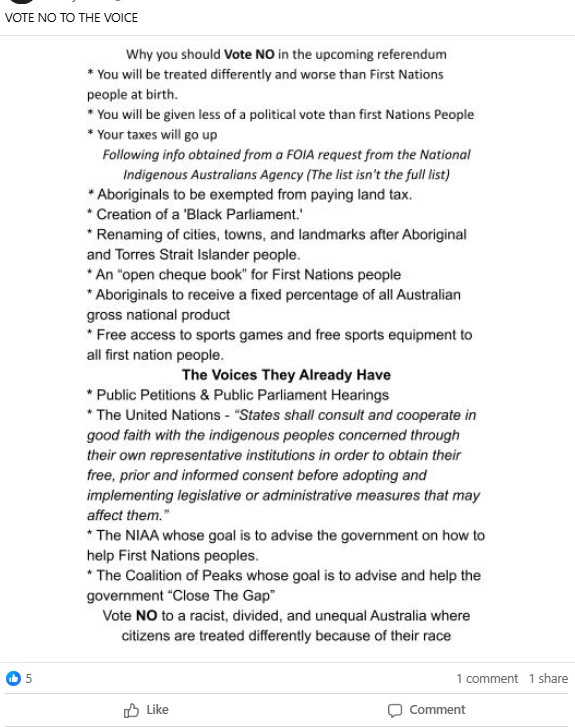 VOTE NO TO THE VOICE
Why you should Vote NO in the upcoming referendum
* You will be treated differently and worse than First Nations
people at birth.
* You will be given less of a political vote than first Nations People
* Your taxes will go up
Following info obtained from a FOIA request from the National
Indigenous Australians Agency (The list isn't the full list)
* Aboriginals to be exempted from paying land tax.
* Creation of a 'Black Parliament.'
* Renaming of cities, towns, and landmarks after Aboriginal
and Torres Strait Islander people.
* An “open cheque book” for First Nations people
* Aboriginals to receive a fixed percentage of all Australian
gross national product
* Free access to sports games and free sports equipment to
all first nation people.
The Voices They Already Have
* Public Petitions & Public Parliament Hearings
* The United Nations - “States shall consult and cooperate in
good faith with the indigenous peoples concerned through
their own representative institutions in order to obtain their
free, prior and informed consent before adopting and
implementing legislative or administrative measures that may
affect them.”
* The NIAA whose goal is to advise the government on how to
help First Nations peoples.
* The Coalition of Peaks whose goal is to advise and help the
government “Close The Gap”
Vote NO to a racist, divided, and unequal Australia where
citizens are treated differently because of their race
5
1 comment 1 share
Like
Comment